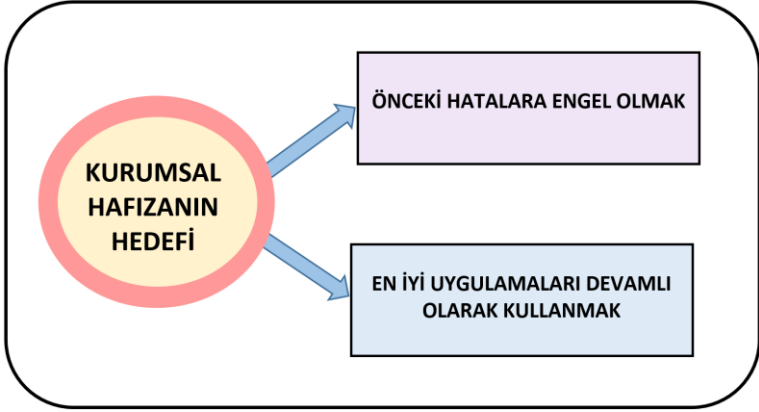 KURUMSAL
HAFIZANIN
HEDEFİ
ÖNCEKİ HATALARA ENGEL OLMAK
EN İYİ UYGULAMALARI DEVAMLI
OLARAK KULLANMAK